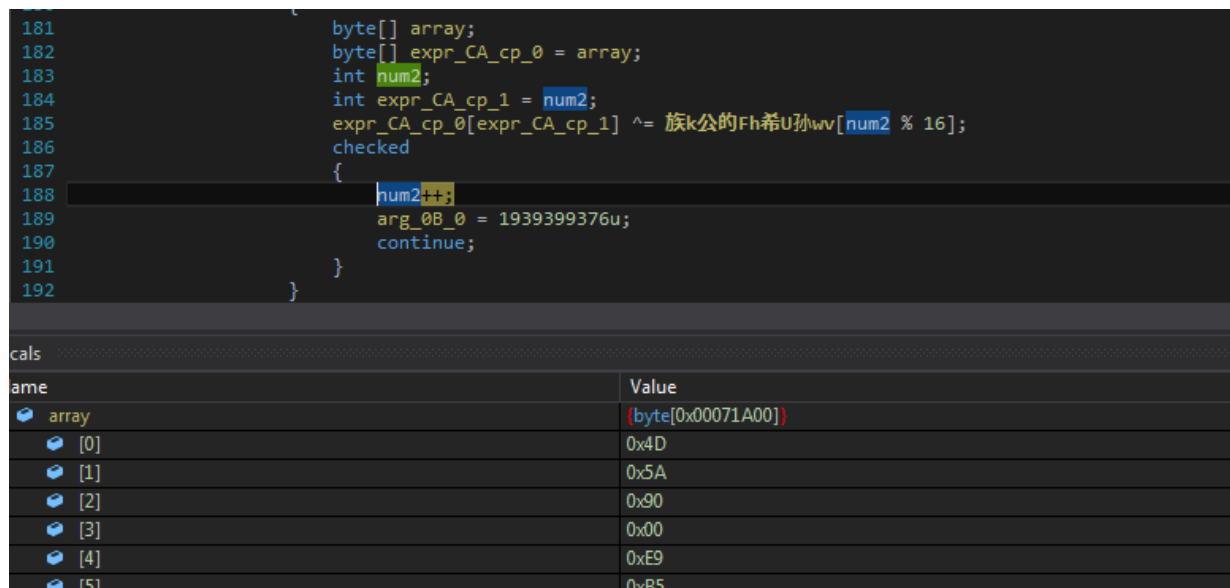 181 byte[] array;
182 byte[] expr_CA_cp_0 = array;
183 int num2;
184 int expr_CA_cp_1 = num2;
185 expr_CA_cp_0[expr_CA_cp_1] ^= 族k公的Fh希U孙wv[num2 % 16];
186 checked
187 {
188 num2++;
189 arg_0B_0 = 1939399376u;
190 continue;
191 }
192 }
cals
lame Value
array {byte[0x00071A00]}
[0] 0x4D
[1] 0x5A
[2] 0x90
[3] 0x00
[4] 0xE9
[5] 0xB5